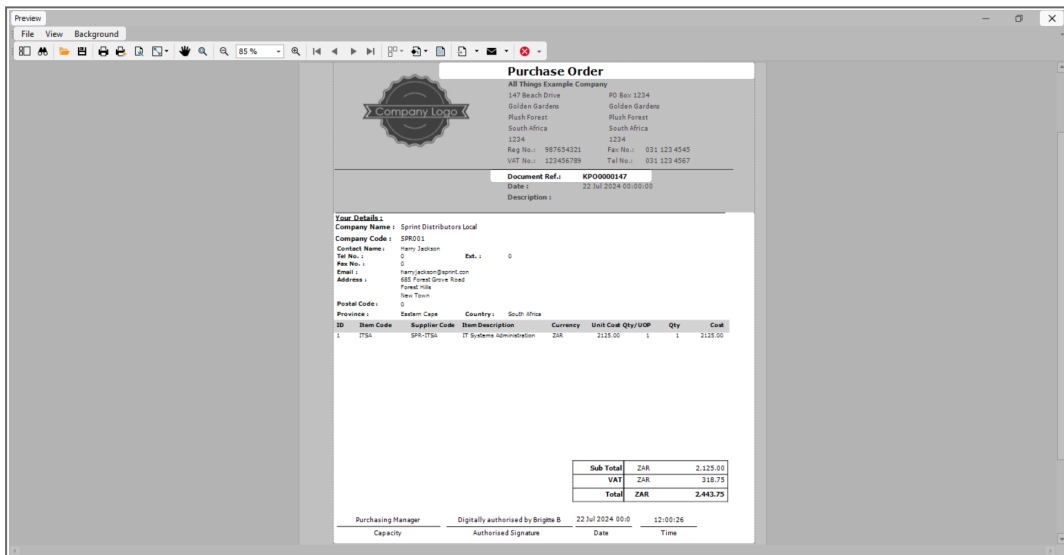 Preview
File View Background
85 %
Purchase Order
All Things Example Company
Company Logo
147 Beach Drive PO Box 1234
Golden Gardens Golden Gardens
Plush Forest Plush Forest
South Africa South Africa
1234 1234
Reg No.: 987654321 Fax No.: 031 123 4545
VAT No.: 123456789 Tel No.: 031 123 4567
Document Ref.: KPO0000147
Date : 22 Jul 2024 00:00:00
Description :
Your Details :
Company Name : Sprint Distributors Local
Company Code : SPR001
Contact Name : Harry Jackson
Tel No. : 0 Ext. : 0
Fax No. : 0
Email : harryjackson@sprint.con
Address : 685 Forest Grove Road
Forest Hills
New Town
Postal Code : 0
Province : Eastern Cape Country : South Africa
ID Item Code Supplier Code Item Description Currency Unit Cost Qty/UOP Qty Cost
1 ITSA SPR-ITSA IT Systems Administration ZAR 2125.00 1 1 2125.00
Sub Total ZAR 2,125.00
VAT ZAR 318.75
Total ZAR 2,443.75
Purchasing Manager Digitally authorised by Brigitte B 22 Jul 2024 00:0 12:00:26
Capacity Authorised Signature Date Time